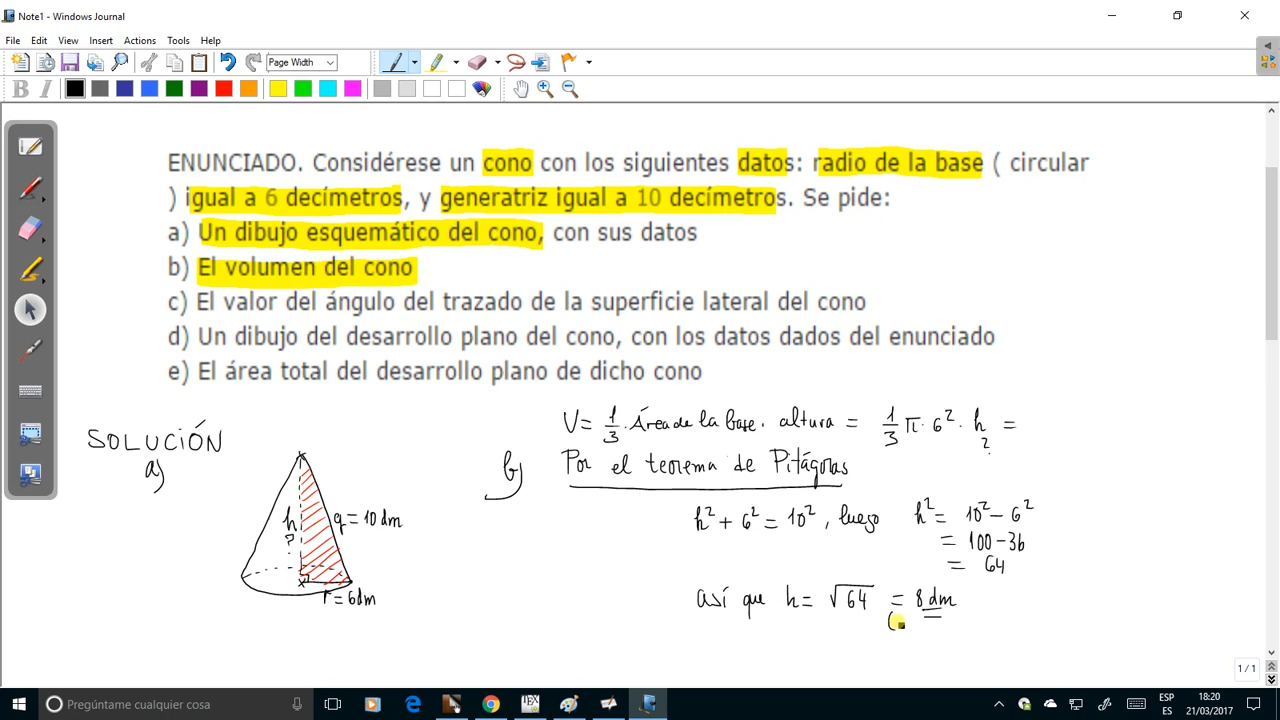 Note1 - Windows Journal
File Edit View Insert Actions Tools Help
Page Width
ENUNCIADO. Considérese un cono con los siguientes datos: radio de la base ( circular
) igual a 6 decímetros, y generatriz igual a 10 decímetros. Se pide:
a) Un dibujo esquemático del cono, con sus datos
b) El volumen del cono
c) El valor del ángulo del trazado de la superficie lateral del cono
d) Un dibujo del desarrollo plano del cono, con los datos dados del enunciado
e) El área total del desarrollo plano de dicho cono
SOLUCIÓN
a)
h
?
g = 10 dm
r = 6 dm
b)
V = 1/3 · Área de la base · altura = 1/3 π · 6² · h =
?
Por el teorema de Pitágoras
h² + 6² = 10², luego h² = 10² - 6²
= 100 - 36
= 64
así que h = √64 = 8 dm
(
1 / 1
Pregúntame cualquier cosa
ESP
ES
18:20
21/03/2017